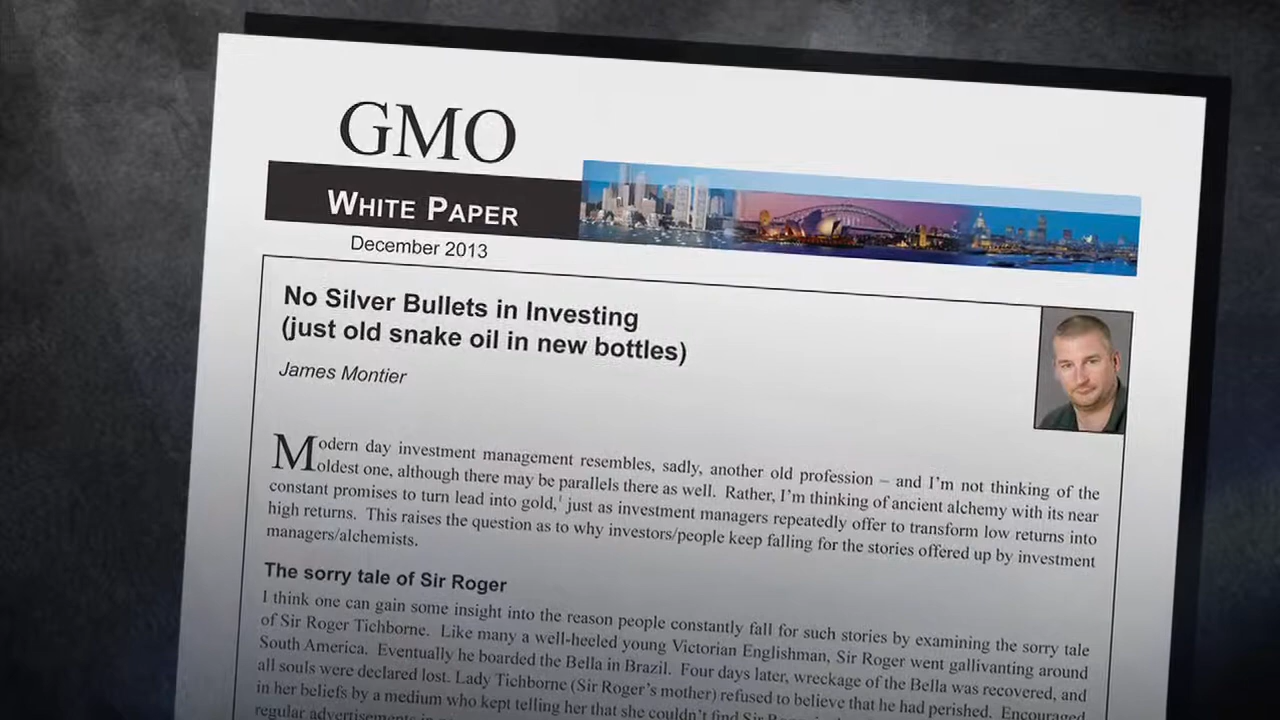 GMO
WHITE PAPER
December 2013
No Silver Bullets in Investing
(just old snake oil in new bottles)
James Montier
Modern day investment management resembles, sadly, another old profession – and I'm not thinking of the
oldest one, although there may be parallels there as well. Rather, I'm thinking of ancient alchemy with its near
constant promises to turn lead into gold,¹ just as investment managers repeatedly offer to transform low returns into
high returns. This raises the question as to why investors/people keep falling for the stories offered up by investment
managers/alchemists.
The sorry tale of Sir Roger
I think one can gain some insight into the reason people constantly fall for such stories by examining the sorry tale
of Sir Roger Tichborne. Like many a well-heeled young Victorian Englishman, Sir Roger went gallivanting around
South America. Eventually he boarded the Bella in Brazil. Four days later, wreckage of the Bella was recovered, and
all souls were declared lost. Lady Tichborne (Sir Roger's mother) refused to believe that he had perished. Encouraged
in her beliefs by a medium who kept telling her that she couldn't find Sir
regular advertisements in